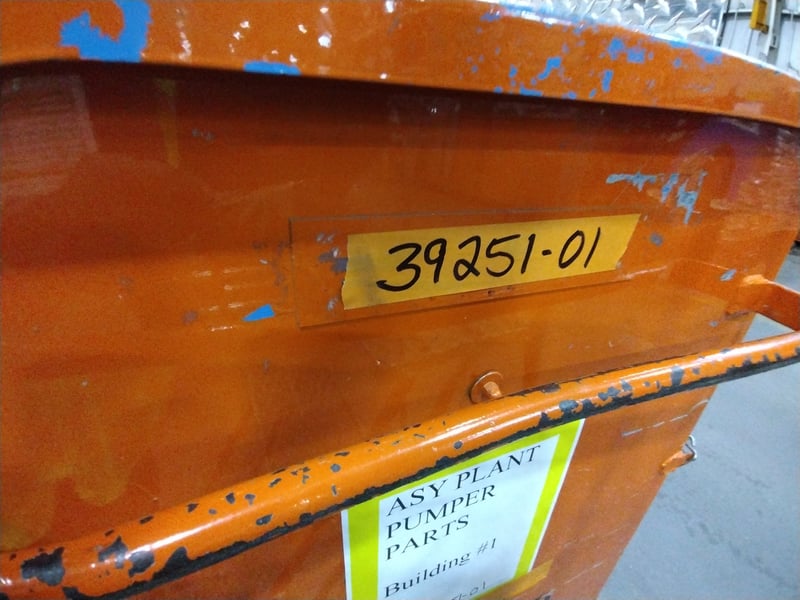 39251-01
ASY PLANT
PUMPER
PARTS
Building #1